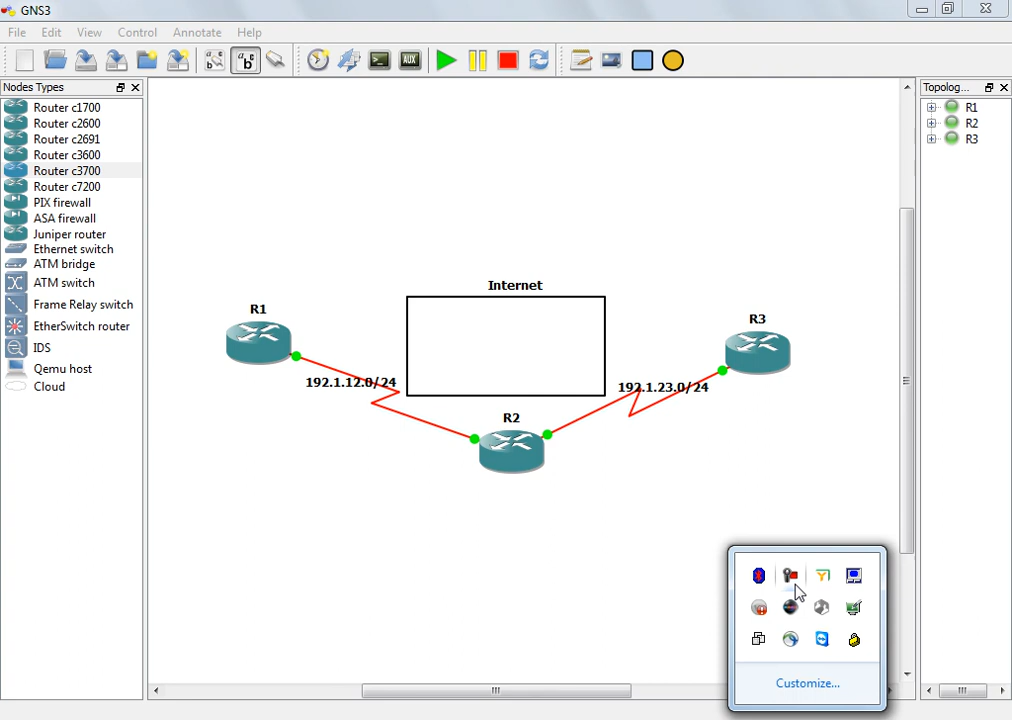 GNS3
File Edit View Control Annotate Help
Nodes Types
Topolog...
Router c1700
Router c2600
Router c2691
Router c3600
Router c3700
Router c7200
PIX firewall
ASA firewall
Juniper router
Ethernet switch
ATM bridge
ATM switch
Frame Relay switch
EtherSwitch router
IDS
Qemu host
Cloud
Internet
R1
R3
192.1.12.0/24
192.1.23.0/24
R2
R1
R2
R3
AUX
Customize...